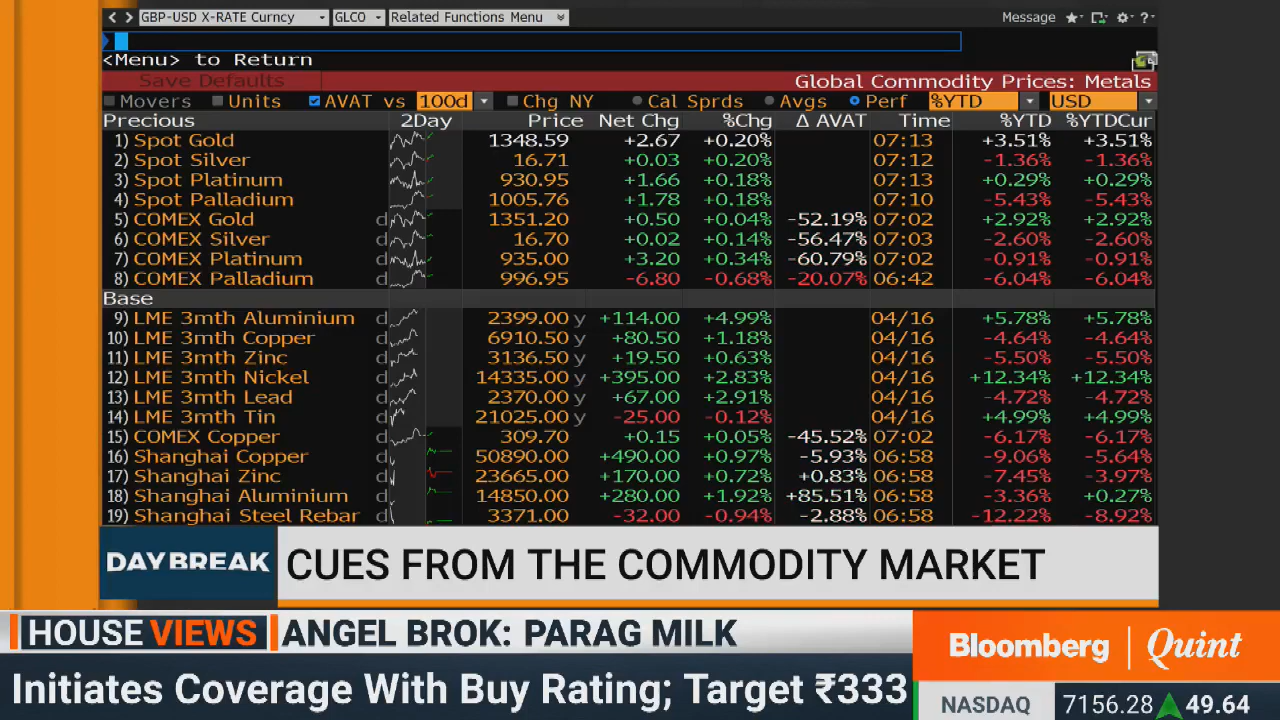 GBP-USD X-RATE Curncy GLCO Related Functions Menu Message ?
<Menu> to Return
Save Defaults Global Commodity Prices: Metals
Movers Units AVAT vs 100d Chg NY Cal Sprds Avgs Perf %YTD USD
Precious 2Day Price Net Chg %Chg Δ AVAT Time %YTD %YTDCur
1) Spot Gold 1348.59 +2.67 +0.20% 07:13 +3.51% +3.51%
2) Spot Silver 16.71 +0.03 +0.20% 07:12 -1.36% -1.36%
3) Spot Platinum 930.95 +1.66 +0.18% 07:13 +0.29% +0.29%
4) Spot Palladium 1005.76 +1.78 +0.18% 07:10 -5.43% -5.43%
5) COMEX Gold d 1351.20 +0.50 +0.04% -52.19% 07:02 +2.92% +2.92%
6) COMEX Silver d 16.70 +0.02 +0.14% -56.47% 07:03 -2.60% -2.60%
7) COMEX Platinum d 935.00 +3.20 +0.34% -60.79% 07:02 -0.91% -0.91%
8) COMEX Palladium d 996.95 -6.80 -0.68% -20.07% 06:42 -6.04% -6.04%
Base
9) LME 3mth Aluminium d 2399.00 y +114.00 +4.99% 04/16 +5.78% +5.78%
10) LME 3mth Copper d 6910.50 y +80.50 +1.18% 04/16 -4.64% -4.64%
11) LME 3mth Zinc d 3136.50 y +19.50 +0.63% 04/16 -5.50% -5.50%
12) LME 3mth Nickel d 14335.00 y +395.00 +2.83% 04/16 +12.34% +12.34%
13) LME 3mth Lead d 2370.00 y +67.00 +2.91% 04/16 -4.72% -4.72%
14) LME 3mth Tin d 21025.00 y -25.00 -0.12% 04/16 +4.99% +4.99%
15) COMEX Copper d 309.70 +0.15 +0.05% -45.52% 07:02 -6.17% -6.17%
16) Shanghai Copper d 50890.00 +490.00 +0.97% -5.93% 06:58 -9.06% -5.64%
17) Shanghai Zinc d 23665.00 +170.00 +0.72% +0.83% 06:58 -7.45% -3.97%
18) Shanghai Aluminium d 14850.00 +280.00 +1.92% +85.51% 06:58 -3.36% +0.27%
19) Shanghai Steel Rebar d 3371.00 -32.00 -0.94% -2.88% 06:58 -12.22% -8.92%
DAYBREAK CUES FROM THE COMMODITY MARKET
HOUSE VIEWS ANGEL BROK: PARAG MILK
Bloomberg | Quint
Initiates Coverage With Buy Rating; Target ₹333
NASDAQ 7156.28 49.64